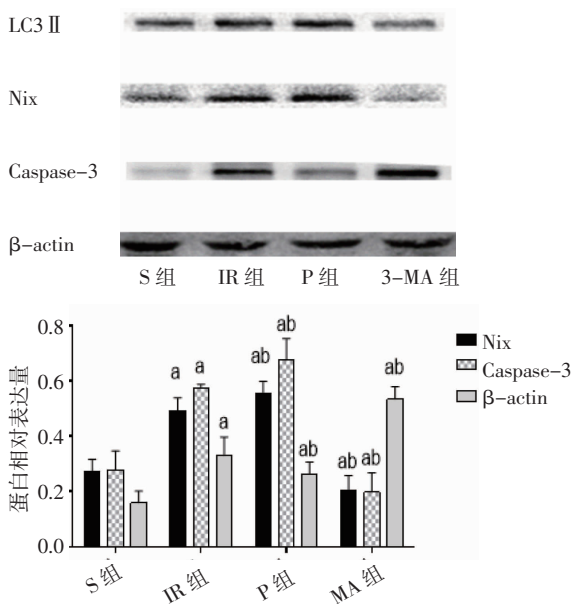 LC3 Ⅱ
Nix
Caspase-3
β-actin
S 组 IR 组 P 组 3-MA 组
蛋白相对表达量
0.8
0.6
0.4
0.2
0.0
a a a
ab ab ab
ab ab ab
Nix
Caspase-3
β-actin
S 组 IR 组 P 组 MA 组